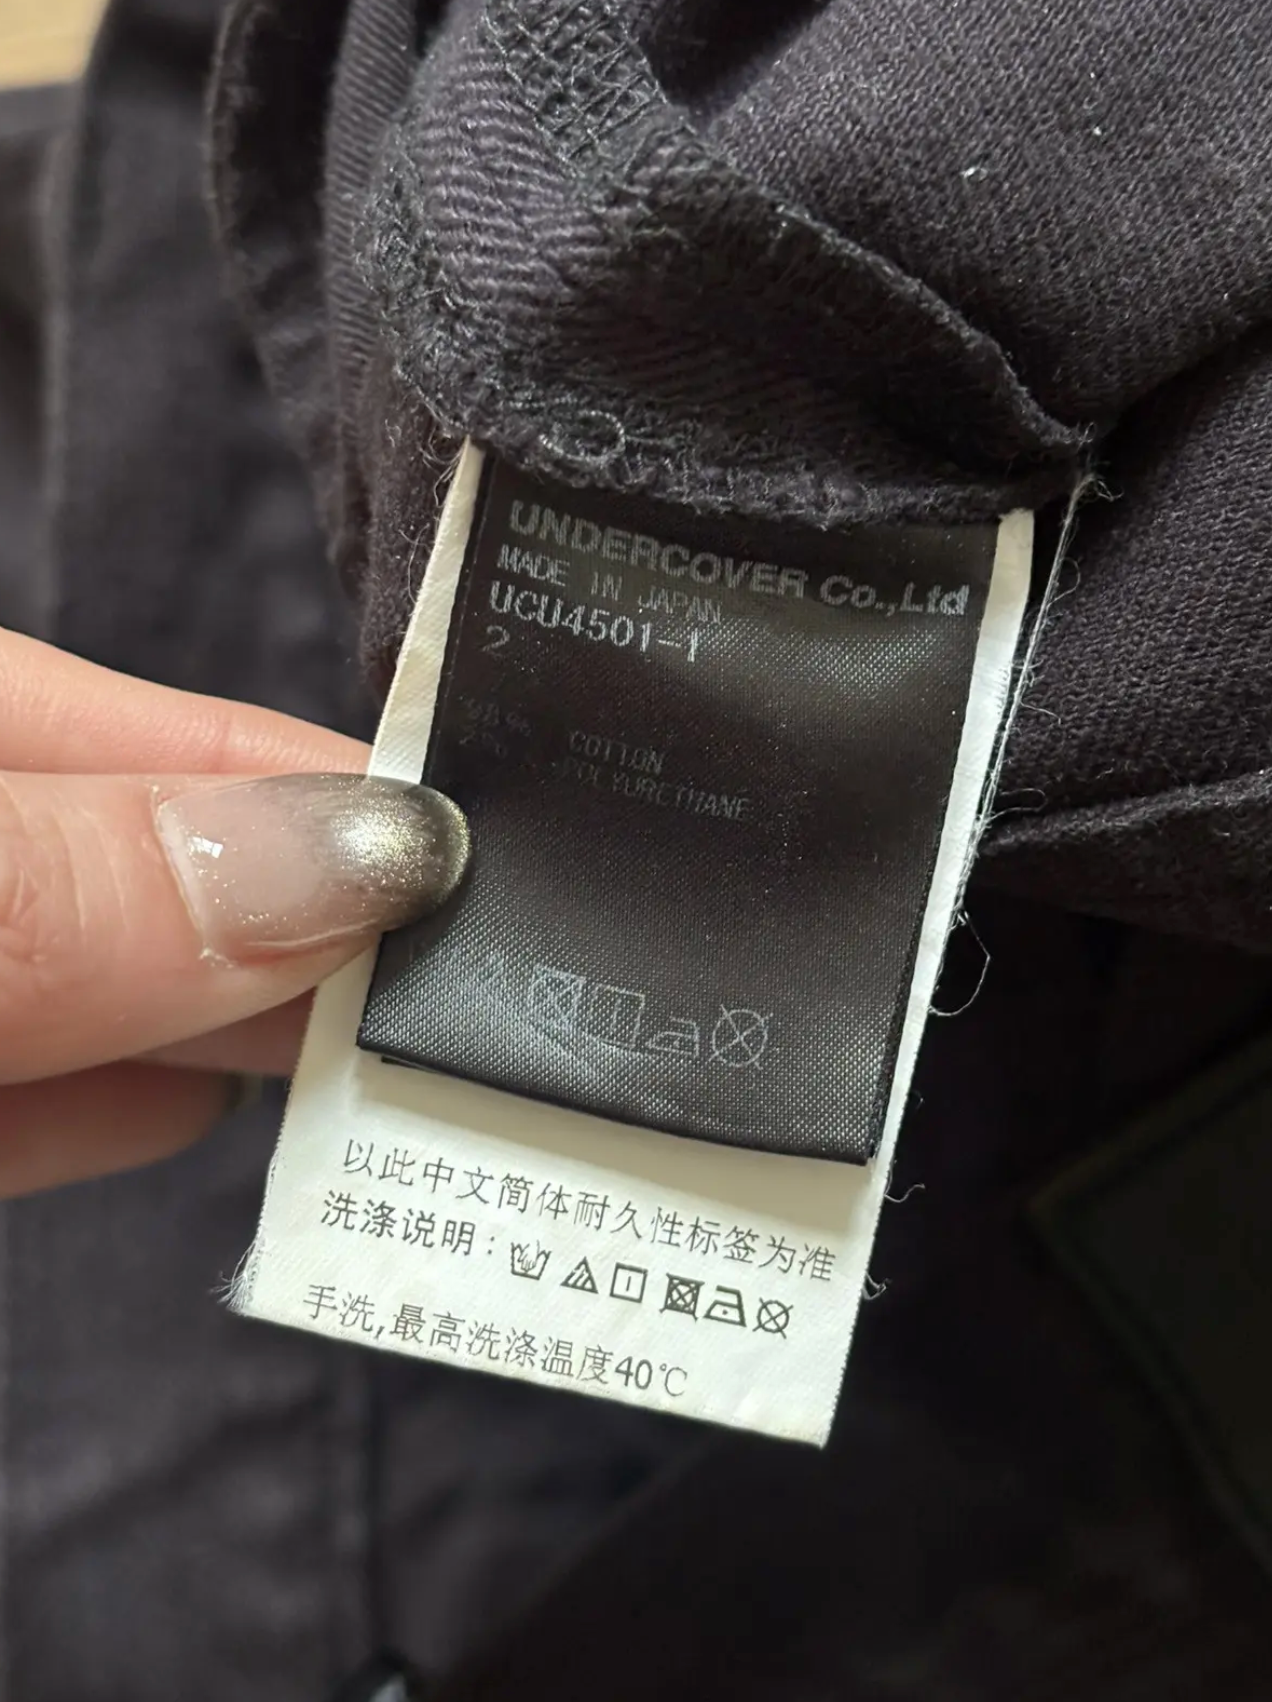 UNDERCOVER Co.,Ltd
MADE IN JAPAN
UCU4501-1
2
98% COTTON
2% POLYURETHANE
以此中文简体耐久性标签为准
洗涤说明:
手洗,最高洗涤温度40℃